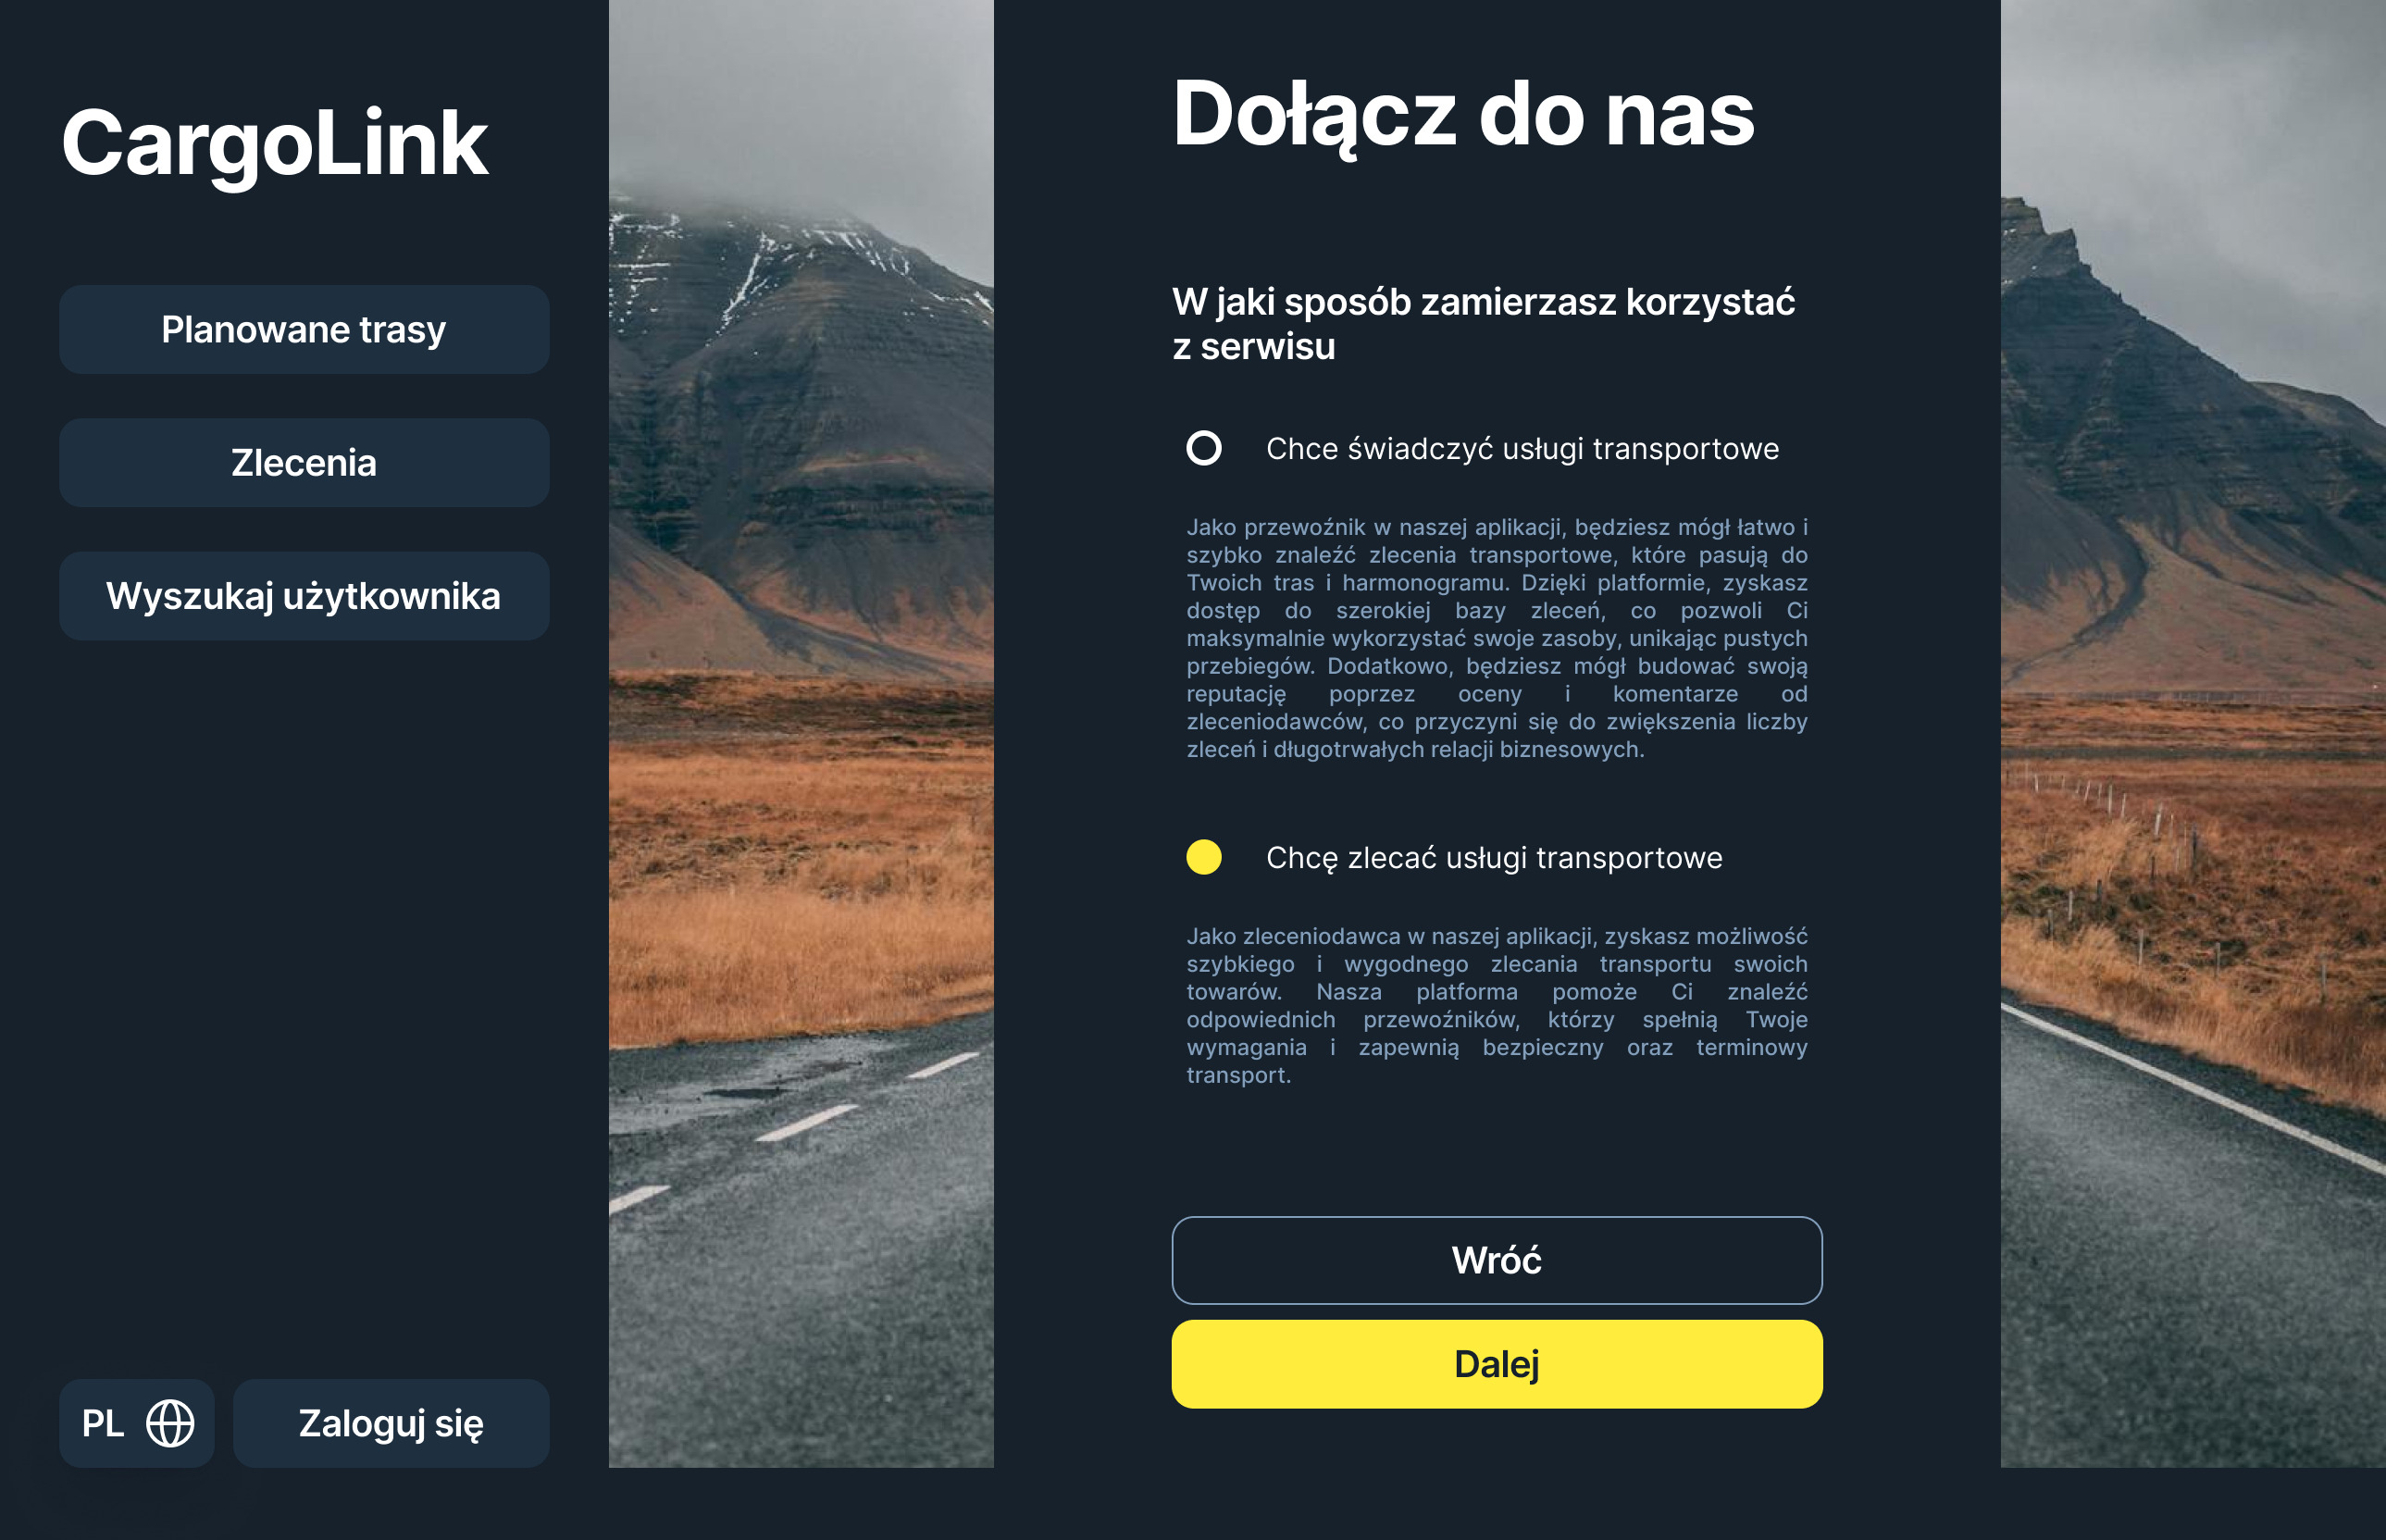 CargoLink
Planowane trasy
Zlecenia
Wyszukaj użytkownika
PL
Zaloguj się
Dołącz do nas
W jaki sposób zamierzasz korzystać
z serwisu
Chce świadczyć usługi transportowe
Jako przewoźnik w naszej aplikacji, będziesz mógł łatwo i
szybko znaleźć zlecenia transportowe, które pasują do
Twoich tras i harmonogramu. Dzięki platformie, zyskasz
dostęp do szerokiej bazy zleceń, co pozwoli Ci
maksymalnie wykorzystać swoje zasoby, unikając pustych
przebiegów. Dodatkowo, będziesz mógł budować swoją
reputację poprzez oceny i komentarze od
zleceniodawców, co przyczyni się do zwiększenia liczby
zleceń i długotrwałych relacji biznesowych.
Chcę zlecać usługi transportowe
Jako zleceniodawca w naszej aplikacji, zyskasz możliwość
szybkiego i wygodnego zlecania transportu swoich
towarów. Nasza platforma pomoże Ci znaleźć
odpowiednich przewoźników, którzy spełnią Twoje
wymagania i zapewnią bezpieczny oraz terminowy
transport.
Wróć
Dalej